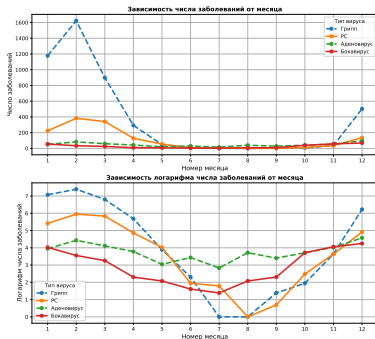 Зависимость числа заболеваний от месяца
Тип вируса
Грипп
РС
Аденовирус
Бокавирус
Число заболеваний
1600
1400
1200
1000
800
600
400
200
0
1 2 3 4 5 6 7 8 9 10 11 12
Номер месяца
Зависимость логарифма числа заболеваний от месяца
Логарифм числа заболеваний
7
6
5
4
3
2
1
0
Тип вируса
Грипп
РС
Аденовирус
Бокавирус
1 2 3 4 5 6 7 8 9 10 11 12
Номер месяца